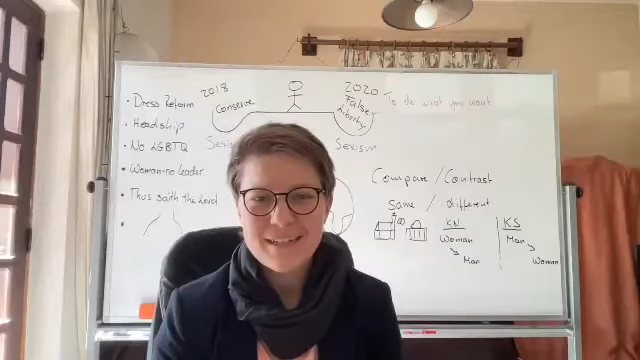 2018
Conserve
2020
False
Liberty
To do what you want
• Dress Reform
• Headship
• No LGBTQ
• Woman-no leader
• Thus saith the Lord
•
Sexism
Compare / Contrast
Same / different
KN
Woman
Man
KS
Man
Woman